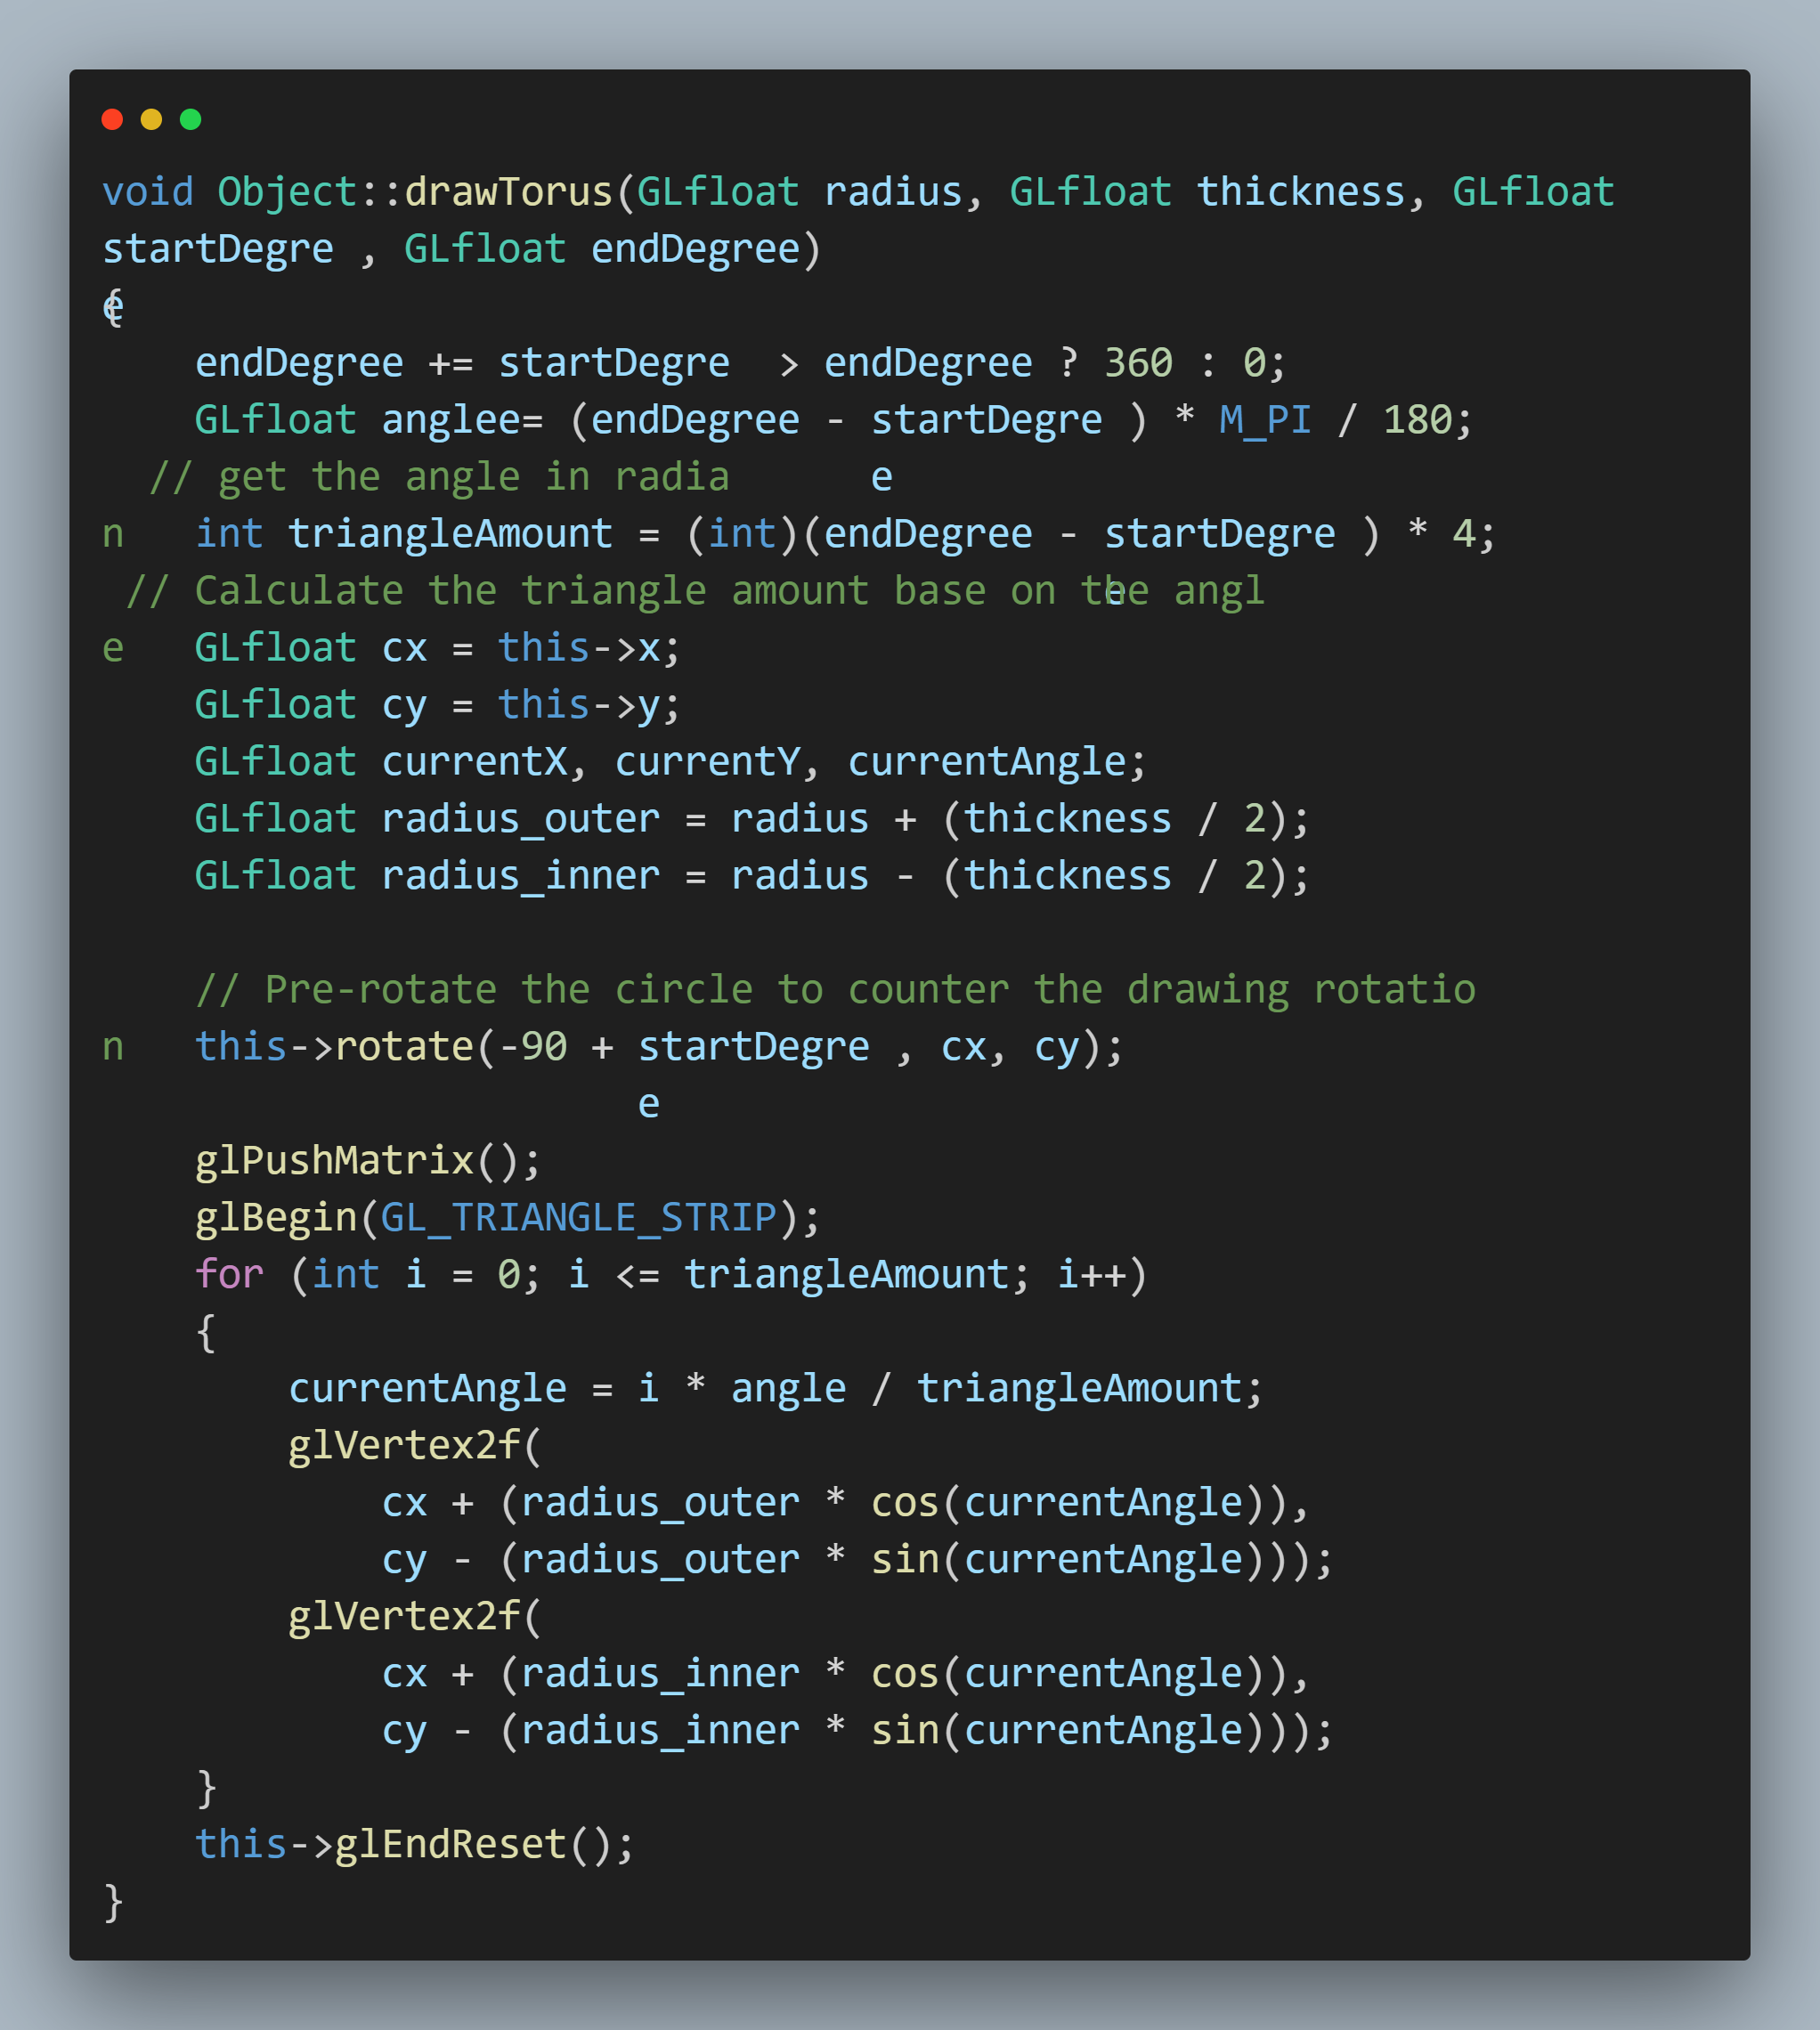 void Object::drawTorus(GLfloat radius, GLfloat thickness, GLfloat
startDegre , GLfloat endDegree)
e{
    endDegree += startDegre  > endDegree ? 360 : 0;
    GLfloat anglee= (endDegree - startDegre ) * M_PI / 180;
  // get the angle in radia      e
n   int triangleAmount = (int)(endDegree - startDegre ) * 4;
 // Calculate the triangle amount base on the angl
e   GLfloat cx = this->x;
    GLfloat cy = this->y;
    GLfloat currentX, currentY, currentAngle;
    GLfloat radius_outer = radius + (thickness / 2);
    GLfloat radius_inner = radius - (thickness / 2);
    // Pre-rotate the circle to counter the drawing rotatio
n   this->rotate(-90 + startDegre , cx, cy);
                       e
    glPushMatrix();
    glBegin(GL_TRIANGLE_STRIP);
    for (int i = 0; i <= triangleAmount; i++)
    {
        currentAngle = i * angle / triangleAmount;
        glVertex2f(
            cx + (radius_outer * cos(currentAngle)),
            cy - (radius_outer * sin(currentAngle)));
        glVertex2f(
            cx + (radius_inner * cos(currentAngle)),
            cy - (radius_inner * sin(currentAngle)));
    }
    this->glEndReset();
}